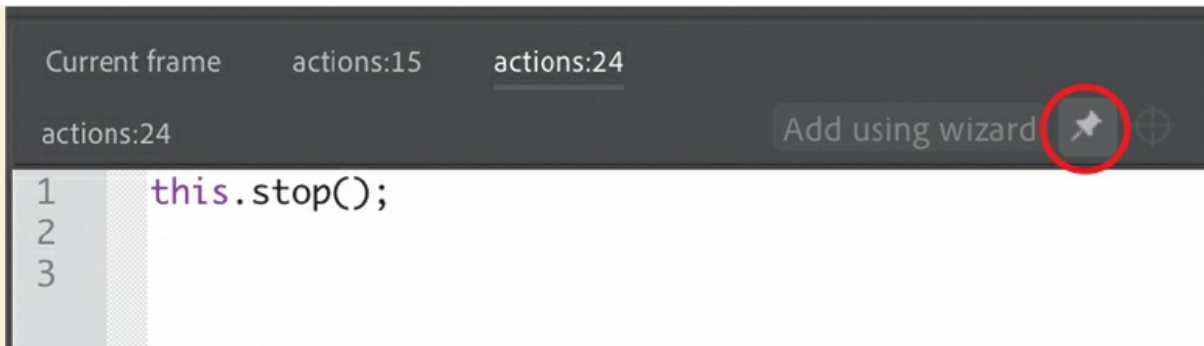 Current frame actions:15 actions:24
actions:24 Add using wizard
1 this.stop();
2
3